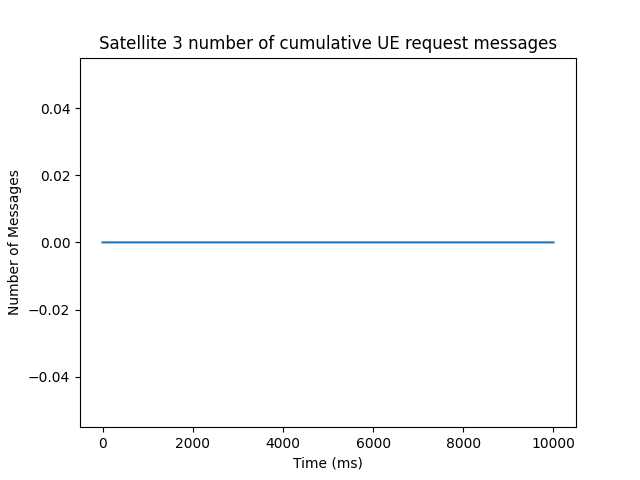 Satellite 3 number of cumulative UE request messages
Number of Messages
0.04
0.02
0.00
−0.02
−0.04
0 2000 4000 6000 8000 10000
Time (ms)